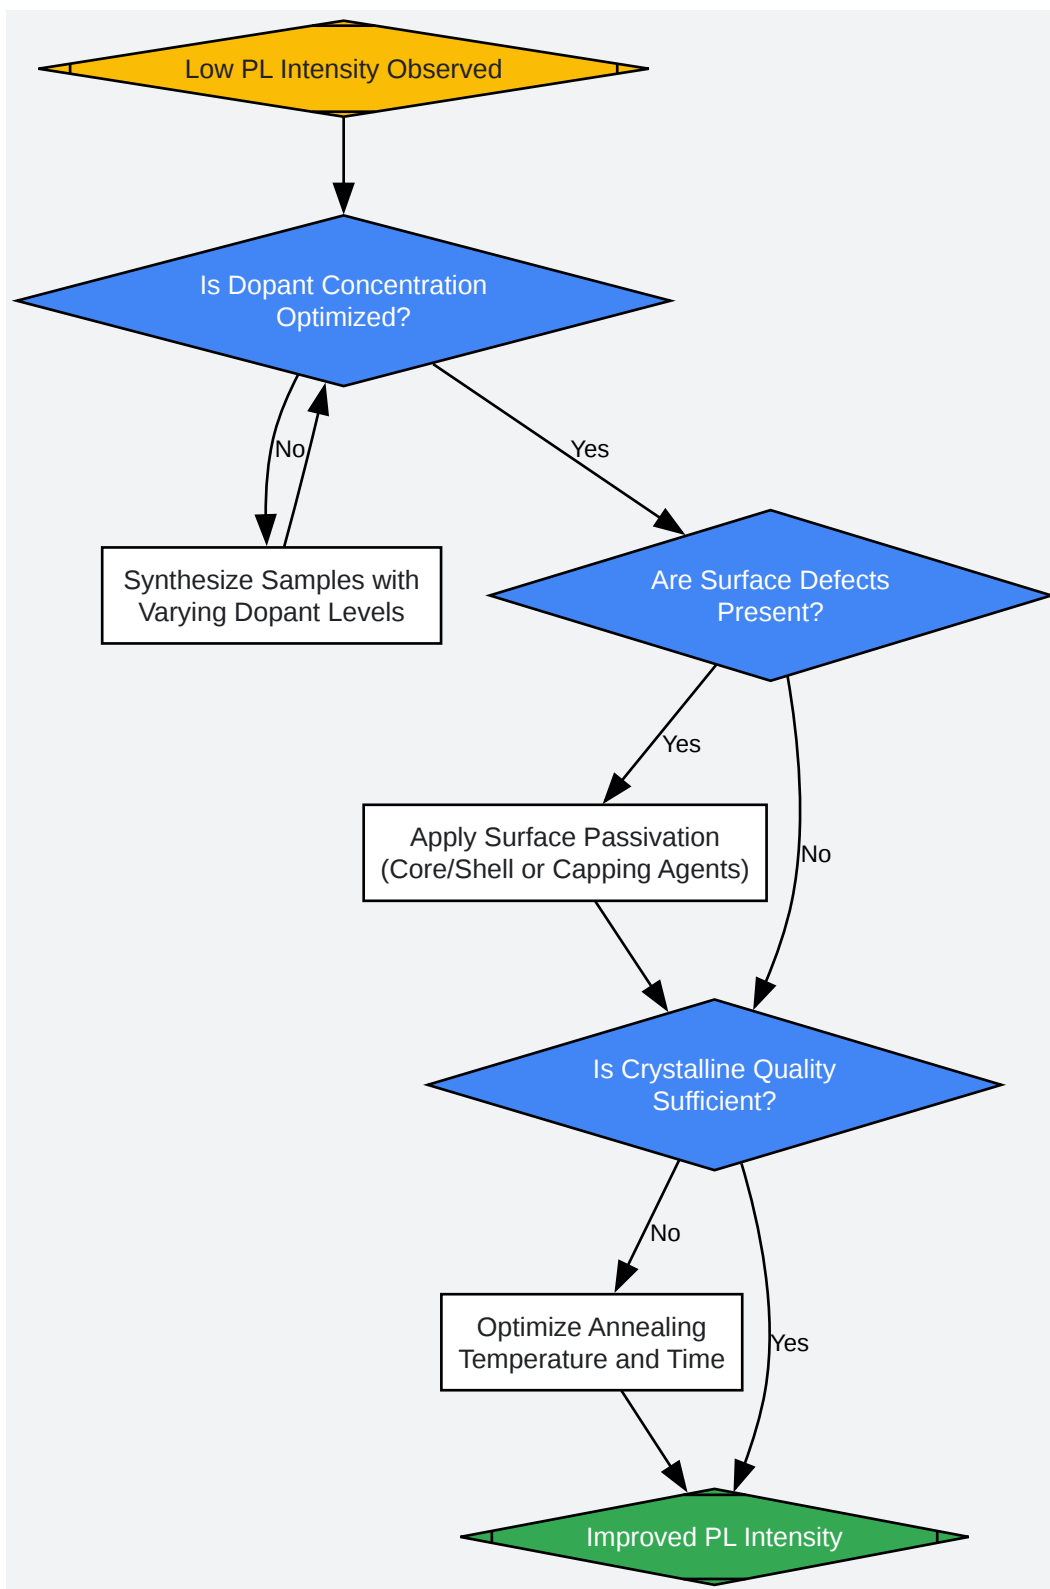 Low PL Intensity Observed
Is Dopant Concentration
Optimized?
No
Yes
Synthesize Samples with
Varying Dopant Levels
Are Surface Defects
Present?
Yes
Apply Surface Passivation
(Core/Shell or Capping Agents)
No
Is Crystalline Quality
Sufficient?
No
Optimize Annealing
Temperature and Time
Yes
Improved PL Intensity